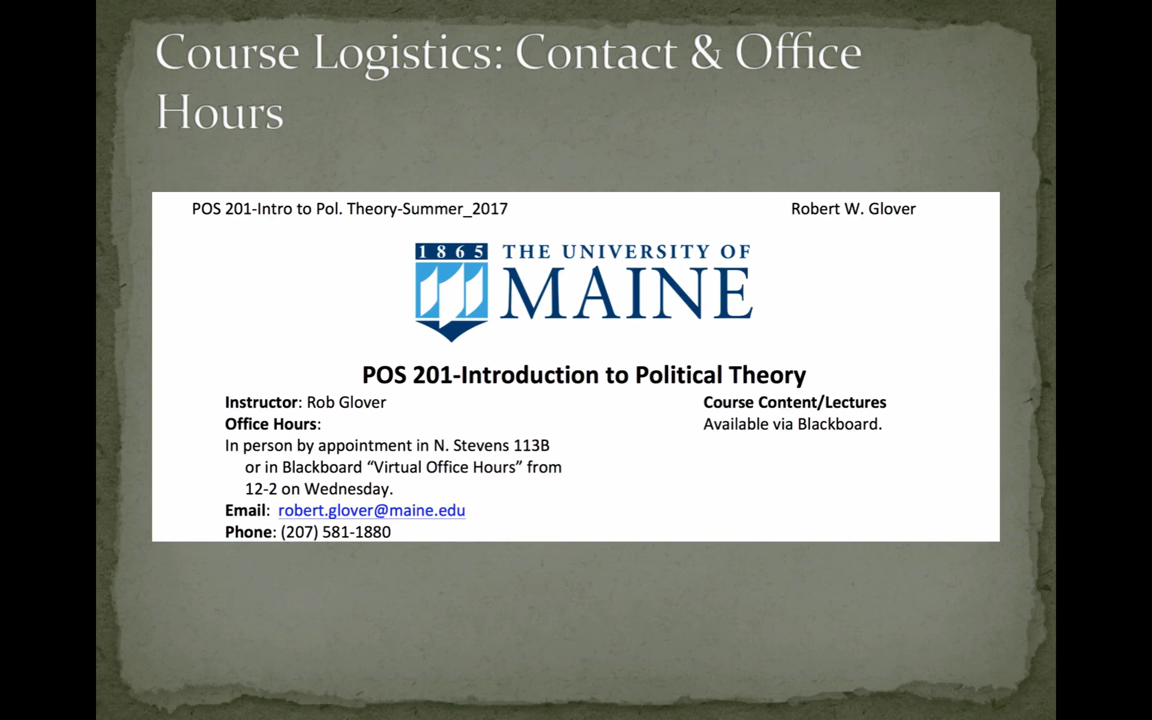 Course Logistics: Contact & Office
Hours
POS 201-Intro to Pol. Theory-Summer_2017
Robert W. Glover
1865
THE UNIVERSITY OF
MAINE
POS 201-Introduction to Political Theory
Instructor: Rob Glover
Office Hours:
In person by appointment in N. Stevens 113B
or in Blackboard “Virtual Office Hours” from
12-2 on Wednesday.
Email: robert.glover@maine.edu
Phone: (207) 581-1880
Course Content/Lectures
Available via Blackboard.